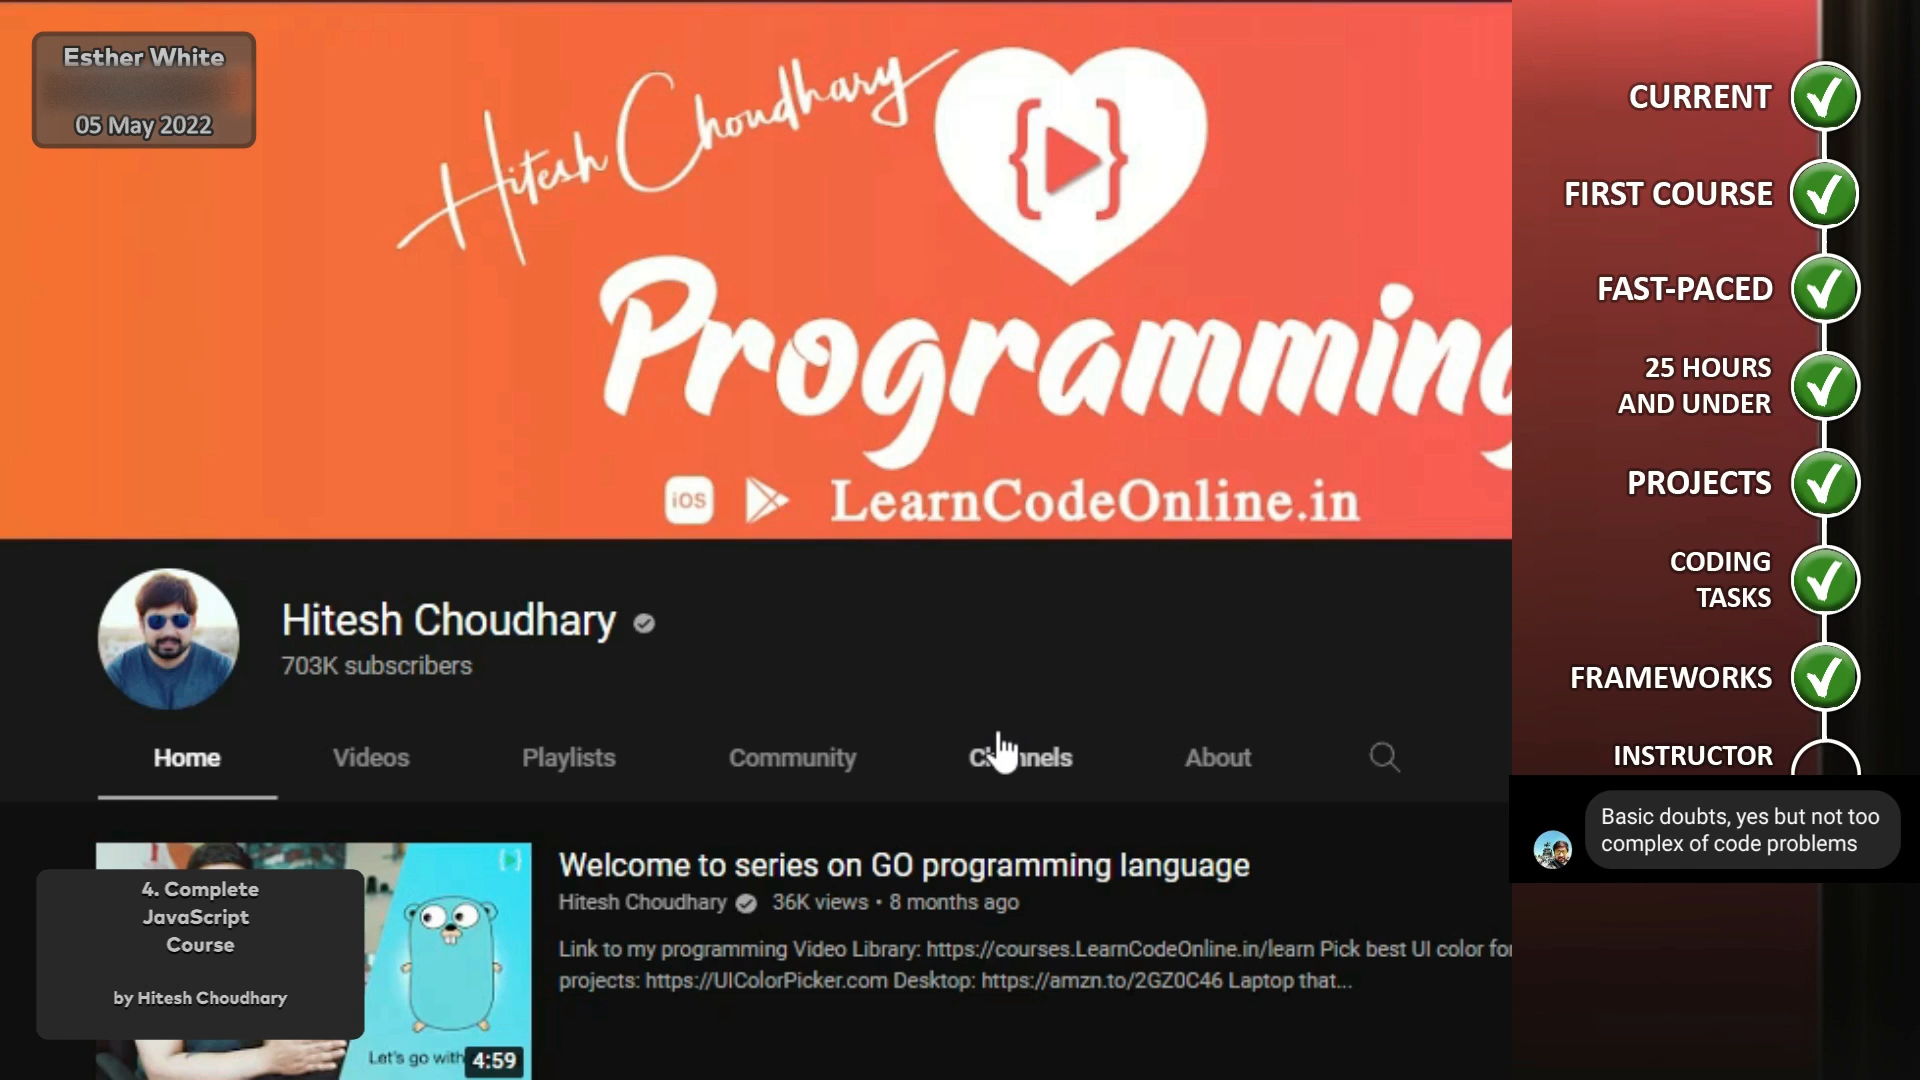 Esther White
05 May 2022
Hitesh Choudhary
Programming
iOS
LearnCodeOnline.in
Hitesh Choudhary
703K subscribers
Home
Videos
Playlists
Community
Channels
About
Welcome to series on GO programming language
Hitesh Choudhary
36K views • 8 months ago
Link to my programming Video Library: https://courses.LearnCodeOnline.in/learn Pick best UI color for
projects: https://UIColorPicker.com Desktop: https://amzn.to/2GZ0C46 Laptop that...
Let's go with
4:59
4. Complete
JavaScript
Course
by Hitesh Choudhary
CURRENT
FIRST COURSE
FAST-PACED
25 HOURS
AND UNDER
PROJECTS
CODING
TASKS
FRAMEWORKS
INSTRUCTOR
Basic doubts, yes but not too
complex of code problems